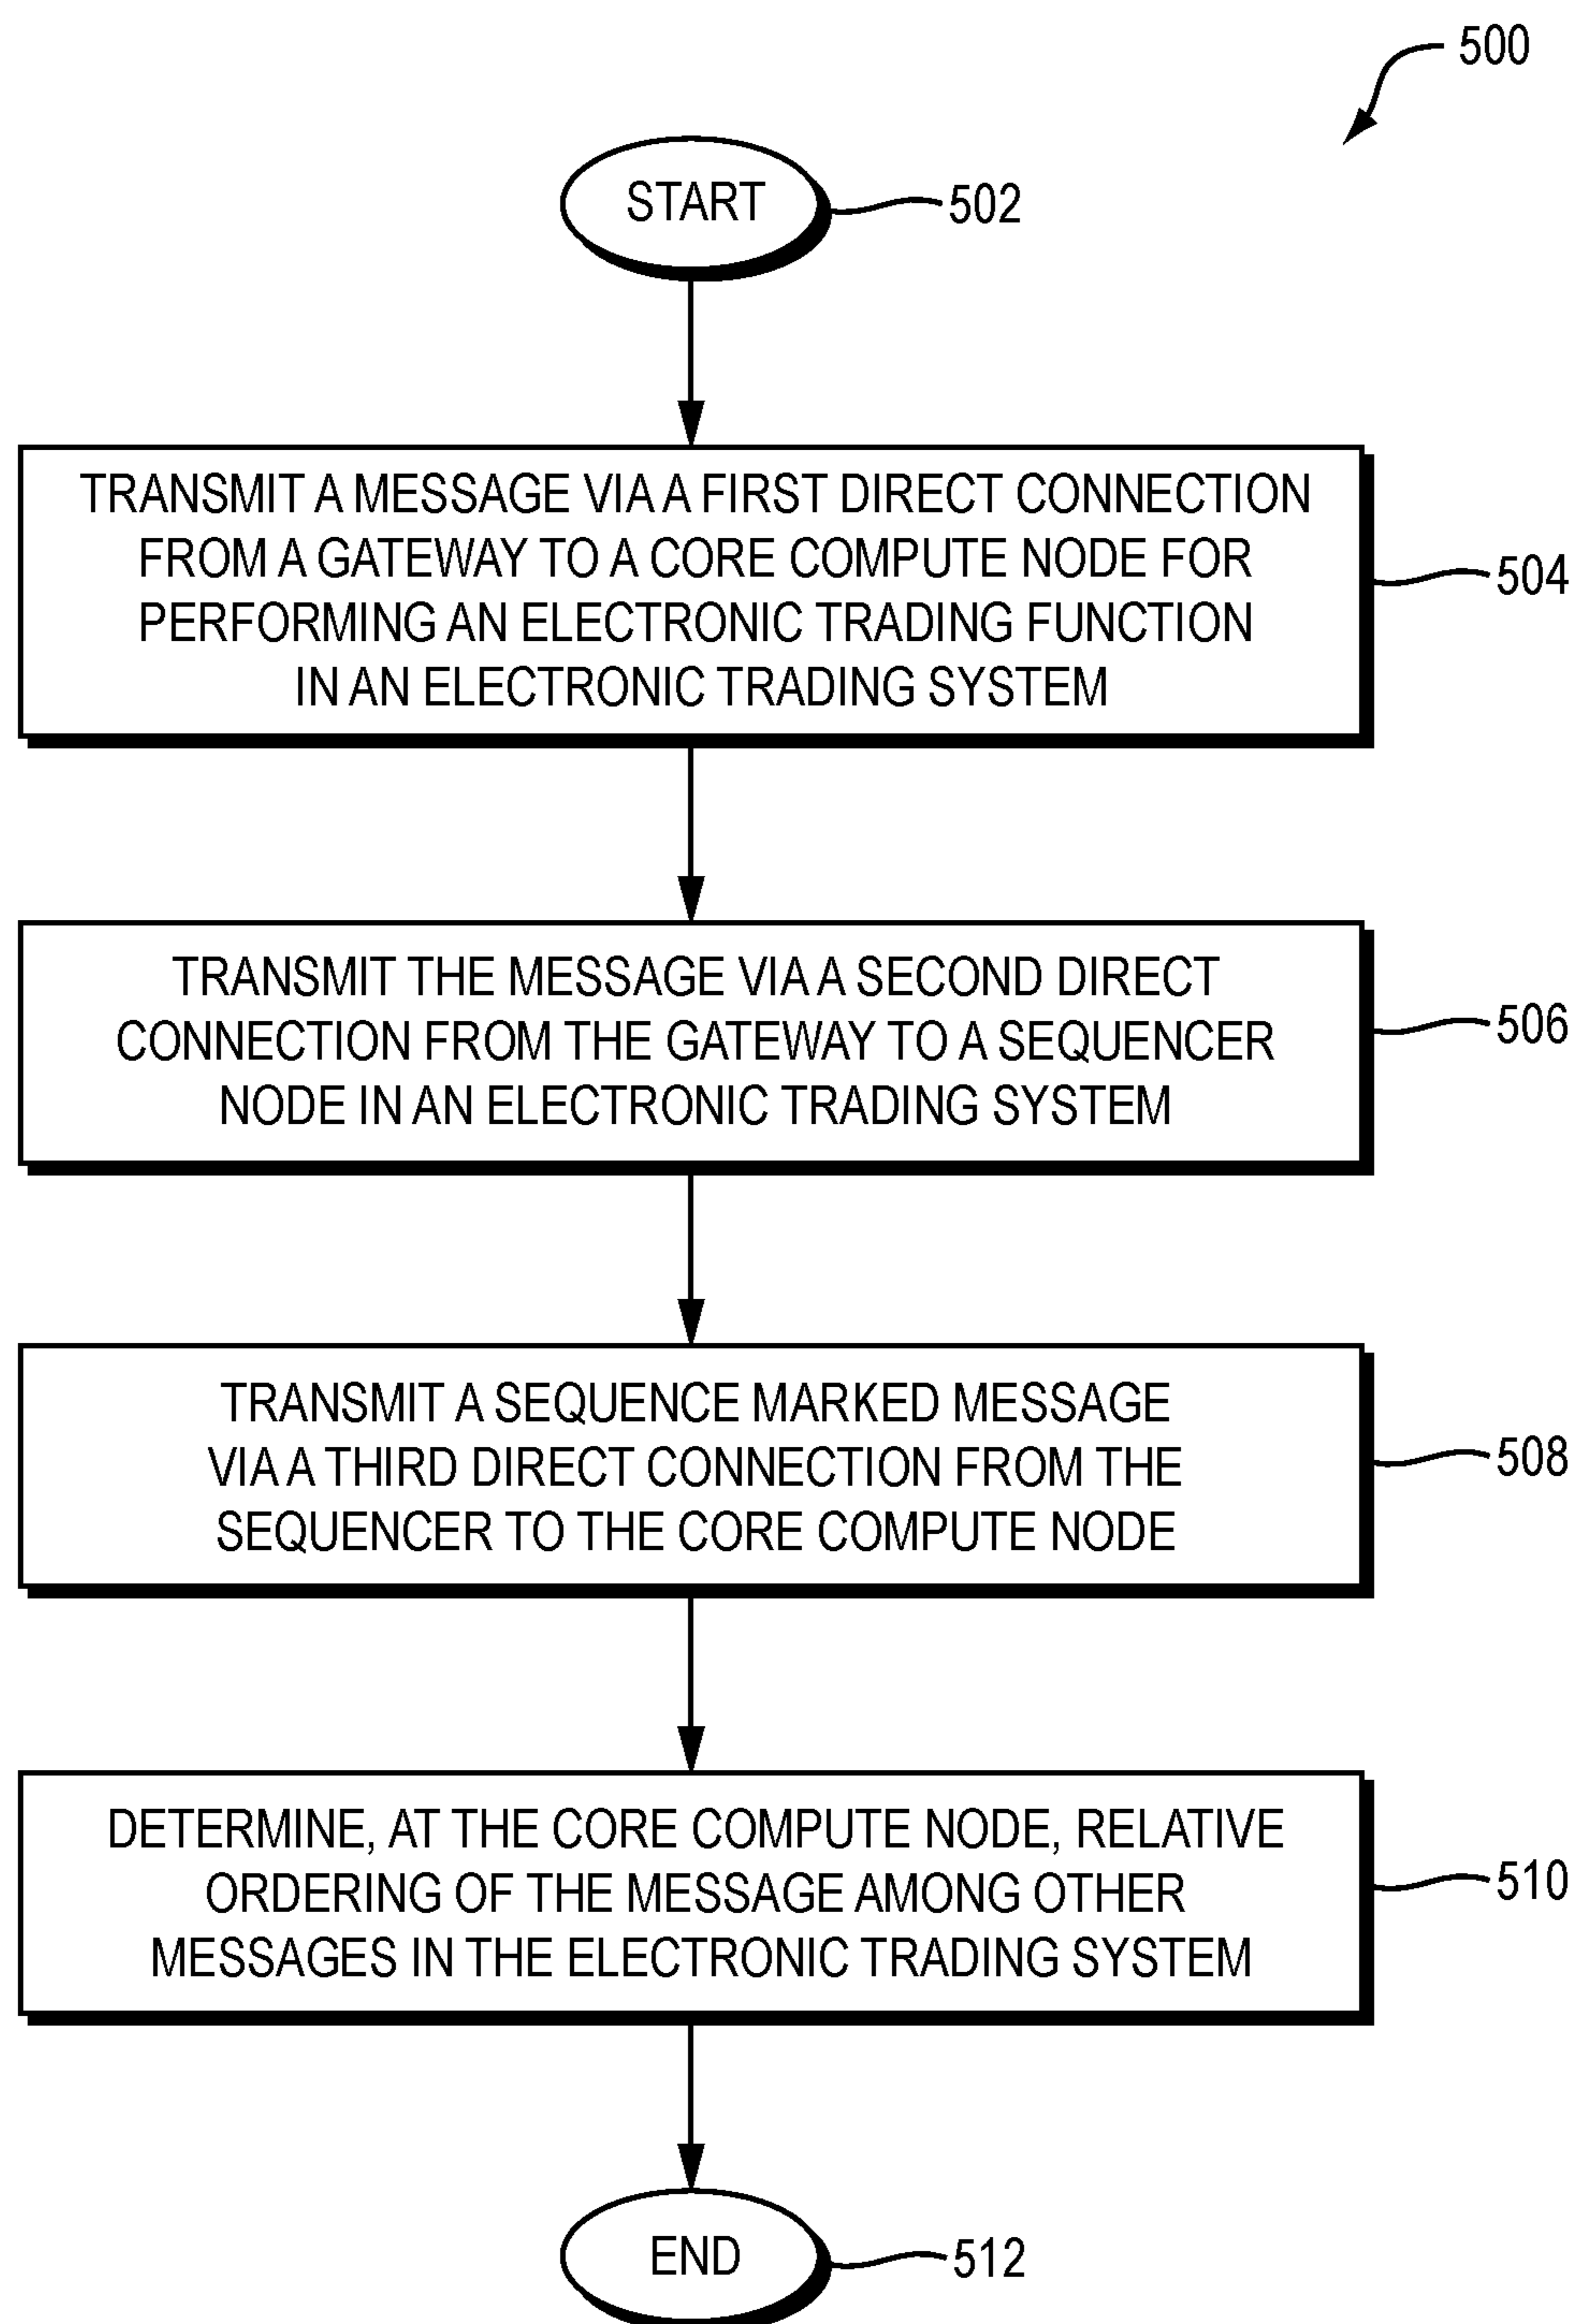 500
START
502
TRANSMIT A MESSAGE VIA A FIRST DIRECT CONNECTION
FROM A GATEWAY TO A CORE COMPUTE NODE FOR
PERFORMING AN ELECTRONIC TRADING FUNCTION
IN AN ELECTRONIC TRADING SYSTEM
504
TRANSMIT THE MESSAGE VIA A SECOND DIRECT
CONNECTION FROM THE GATEWAY TO A SEQUENCER
NODE IN AN ELECTRONIC TRADING SYSTEM
506
TRANSMIT A SEQUENCE MARKED MESSAGE
VIA A THIRD DIRECT CONNECTION FROM THE
SEQUENCER TO THE CORE COMPUTE NODE
508
DETERMINE, AT THE CORE COMPUTE NODE, RELATIVE
ORDERING OF THE MESSAGE AMONG OTHER
MESSAGES IN THE ELECTRONIC TRADING SYSTEM
510
END
512